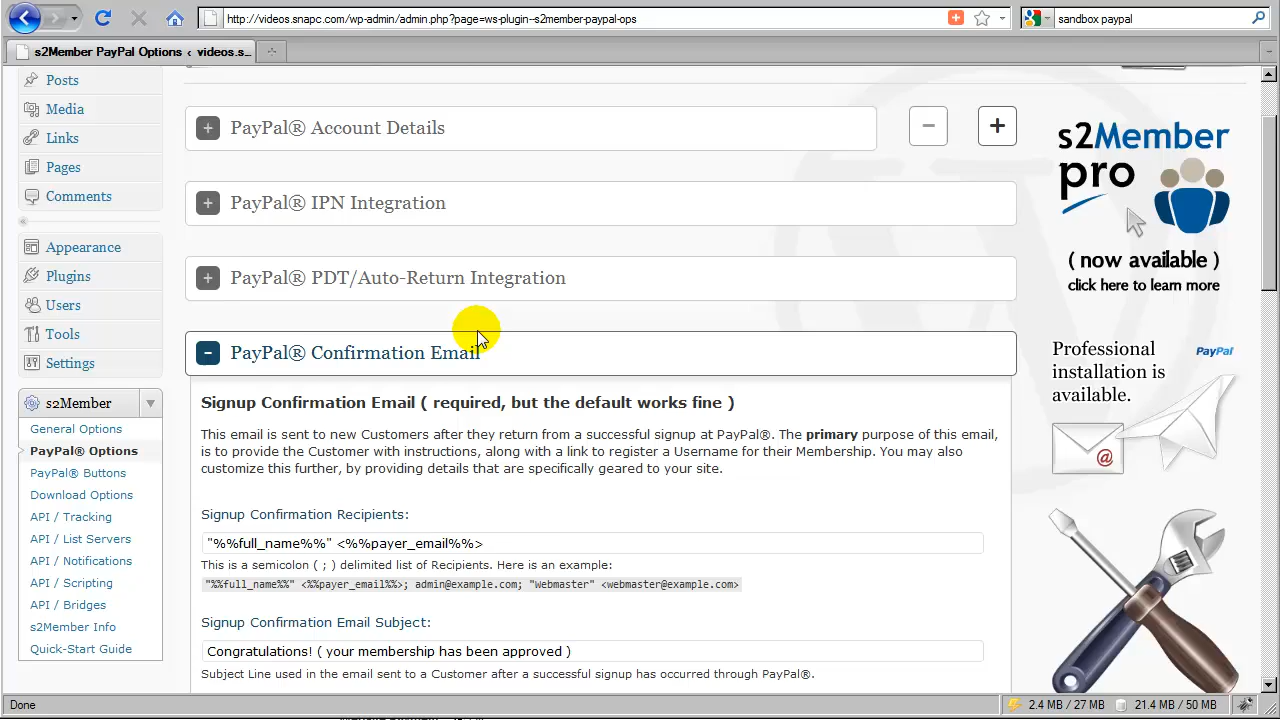 http://videos.snapc.com/wp-admin/admin.php?page=ws-plugin--s2member-paypal-ops
sandbox paypal
s2Member PayPal Options ‹ videos.s...
Posts
Media
Links
Pages
Comments
Appearance
Plugins
Users
Tools
Settings
s2Member
General Options
PayPal® Options
PayPal® Buttons
Download Options
API / Tracking
API / List Servers
API / Notifications
API / Scripting
API / Bridges
s2Member Info
Quick-Start Guide
PayPal® Account Details
PayPal® IPN Integration
PayPal® PDT/Auto-Return Integration
PayPal® Confirmation Email
Signup Confirmation Email ( required, but the default works fine )
This email is sent to new Customers after they return from a successful signup at PayPal®. The primary purpose of this email,
is to provide the Customer with instructions along with a link to register a Username for their Membership. You may also
customize this further, by providing details that are specifically geared to your site.
Signup Confirmation Recipients:
"%%full_name%%" <%%payer_email%%>
This is a semicolon ( ; ) delimited list of Recipients. Here is an example:
"%%full_name%%" <%%payer_email%%>; admin@example.com; "Webmaster" <webmaster@example.com>
Signup Confirmation Email Subject:
Congratulations! ( your membership has been approved )
Subject Line used in the email sent to a Customer after a successful signup has occurred through PayPal®.
s2Member
pro
( now available )
click here to learn more
Professional
installation is
available.
PayPal
@
Done
2.4 MB / 27 MB
21.4 MB / 50 MB